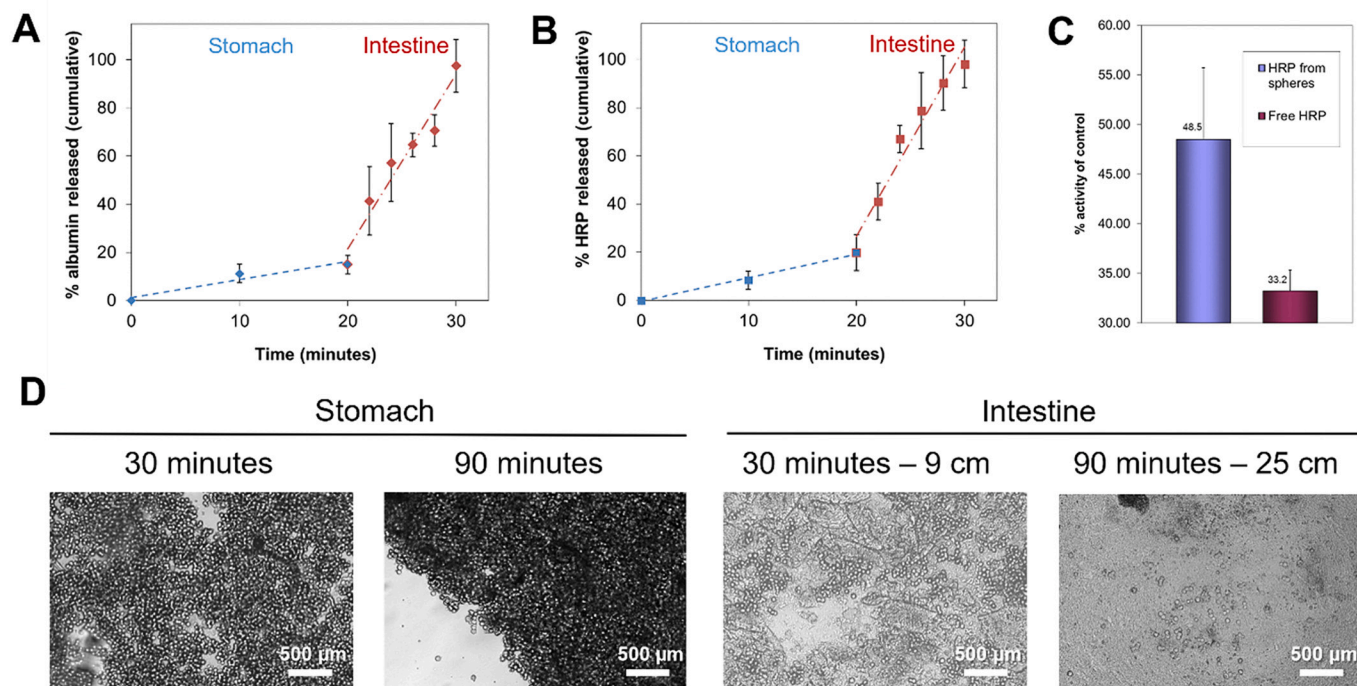 A
% albumin released (cumulative)
100
80
60
40
20
0
Stomach
Intestine
0
10
20
30
Time (minutes)
B
% HRP released (cumulative)
100
80
60
40
20
0
Stomach
Intestine
0
10
20
30
Time (minutes)
C
% activity of control
60.00
55.00
50.00
45.00
40.00
35.00
30.00
48.5
33.2
HRP from
spheres
Free HRP
D
Stomach
Intestine
30 minutes
90 minutes
30 minutes – 9 cm
90 minutes – 25 cm
500 µm
500 µm
500 µm
500 µm